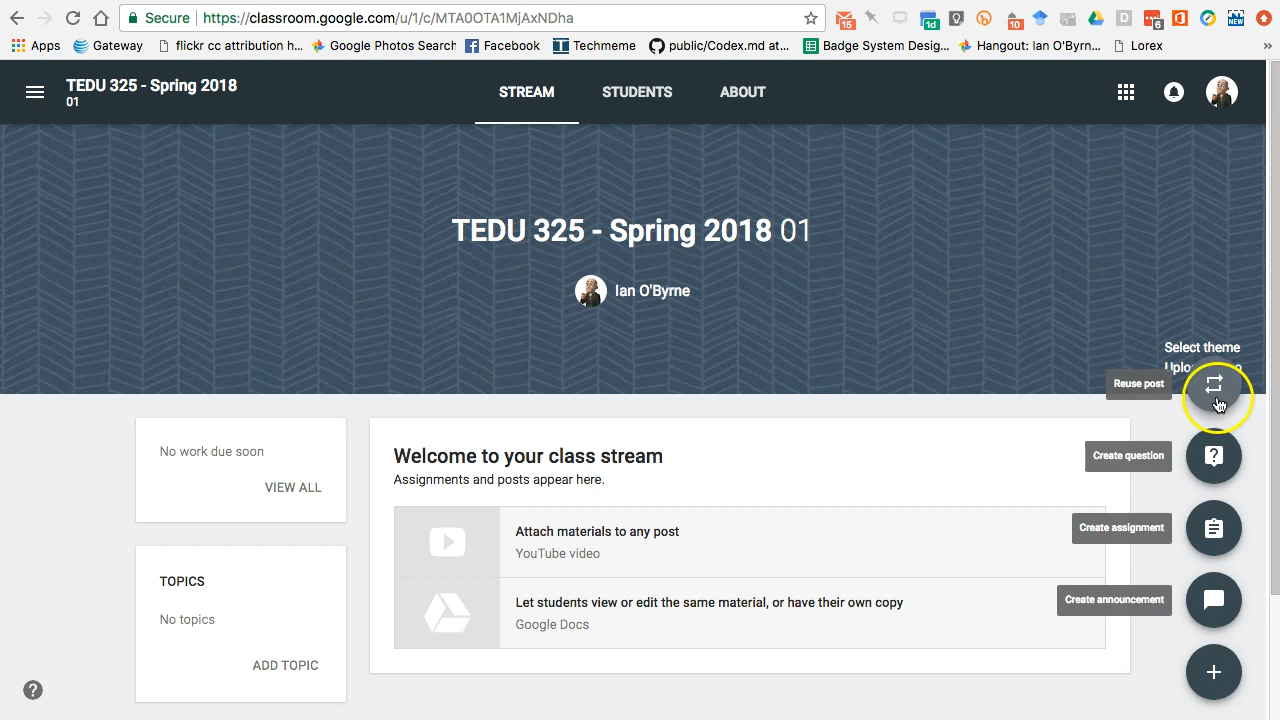 Secure
https://classroom.google.com/u/1/c/MTA0OTA1MjAxNDha
15
1d
10
D
6
NEW
Apps
Gateway
flickr cc attribution h...
Google Photos Search
Facebook
Techmeme
public/Codex.md at...
Badge System Desig...
Hangout: Ian O'Byrn...
Lorex
»
TEDU 325 - Spring 2018
01
STREAM
STUDENTS
ABOUT
TEDU 325 - Spring 2018 01
Ian O'Byrne
Select theme
Reuse post
No work due soon
VIEW ALL
Welcome to your class stream
Assignments and posts appear here.
Create question
Attach materials to any post
YouTube video
Create assignment
TOPICS
No topics
Let students view or edit the same material, or have their own copy
Google Docs
Create announcement
ADD TOPIC